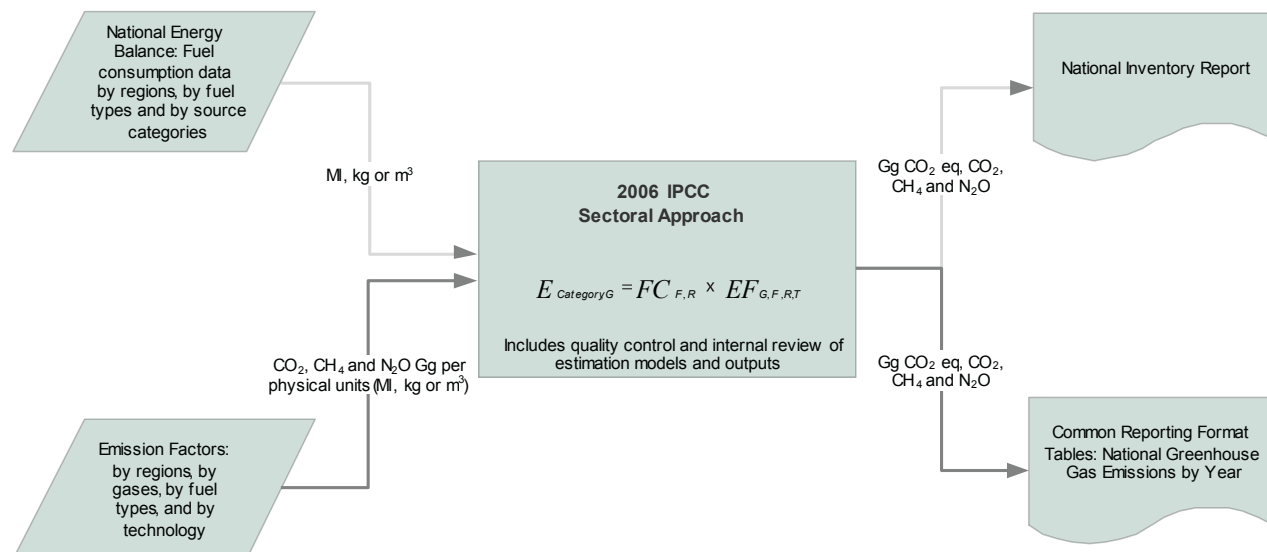 National Energy
Balance: Fuel
consumption data
by regions, by fuel
types and by source
categories
Ml, kg or m³
CO₂, CH₄ and N₂O Gg per
physical units (Ml, kg or m³)
Emission Factors:
by regions, by
gases, by fuel
types, and by
technology
2006 IPCC
Sectoral Approach
E CategoryG = FC F,R x EF G,F,R,T
Includes quality control and internal review of
estimation models and outputs
Gg CO₂ eq, CO₂,
CH₄ and N₂O
Gg CO₂ eq, CO₂,
CH₄ and N₂O
National Inventory Report
Common Reporting Format
Tables: National Greenhouse
Gas Emissions by Year